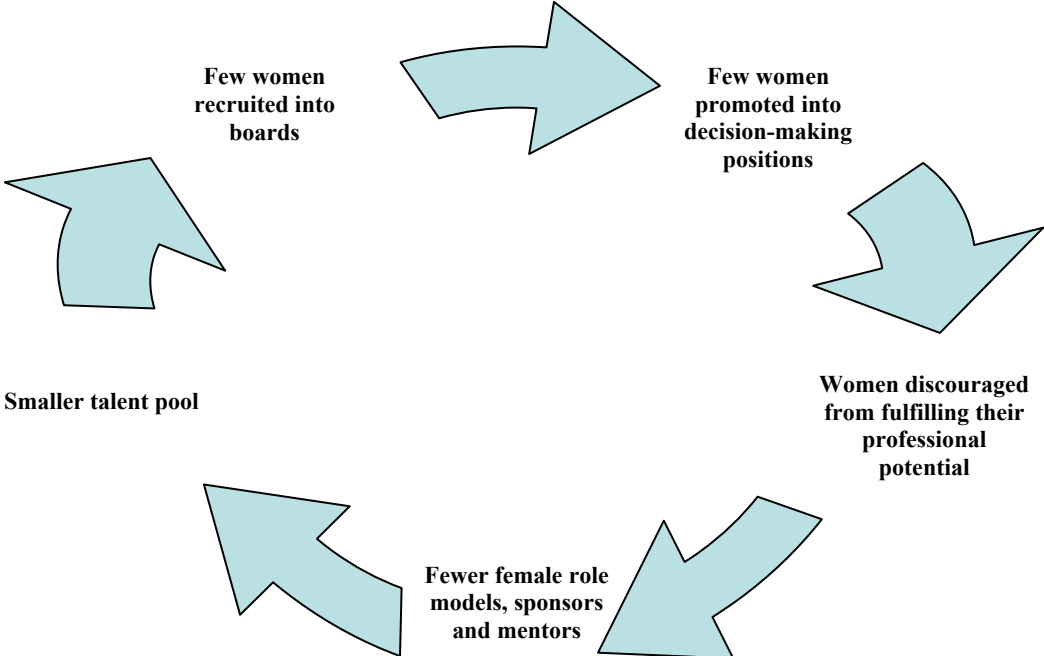 Few women
recruited into
boards
Few women
promoted into
decision-making
positions
Women discouraged
from fulfilling their
professional
potential
Fewer female role
models, sponsors
and mentors
Smaller talent pool